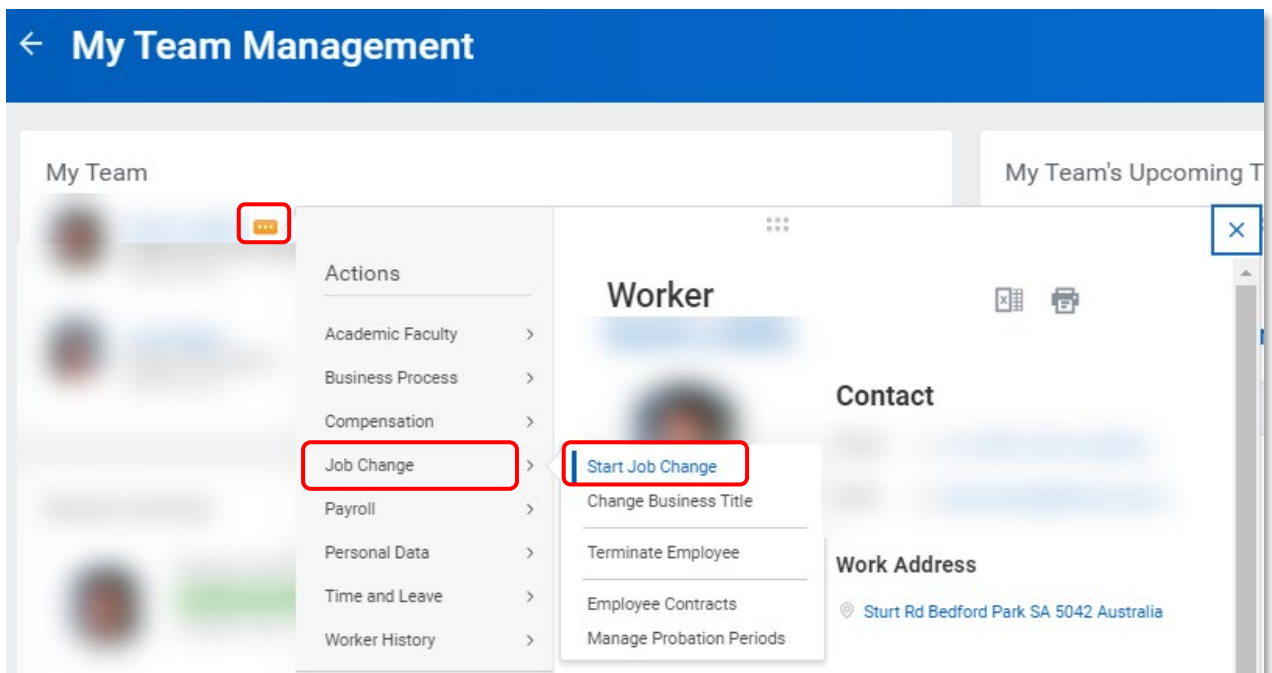 My Team Management
My Team
My Team's Upcoming T
Actions
Academic Faculty
Business Process
Compensation
Job Change
Payroll
Personal Data
Time and Leave
Worker History
Start Job Change
Change Business Title
Terminate Employee
Employee Contracts
Manage Probation Periods
Worker
Contact
Work Address
Sturt Rd Bedford Park SA 5042 Australia